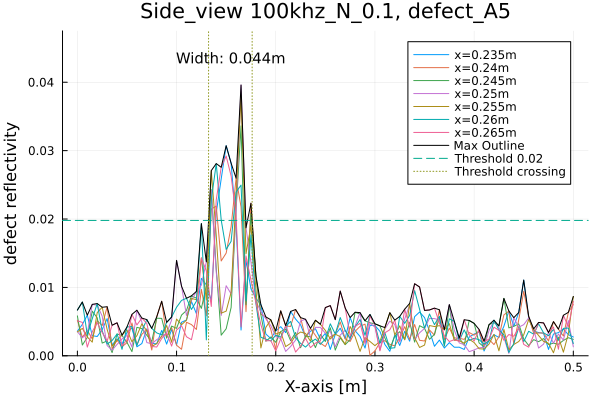 Side_view 100khz_N_0.1, defect_A5
Width: 0.044m
x=0.235m
x=0.24m
x=0.245m
x=0.25m
x=0.255m
x=0.26m
x=0.265m
Max Outline
Threshold 0.02
Threshold crossing
defect reflectivity
0.04
0.03
0.02
0.01
0.00
0.0 0.1 0.2 0.3 0.4 0.5
X-axis [m]